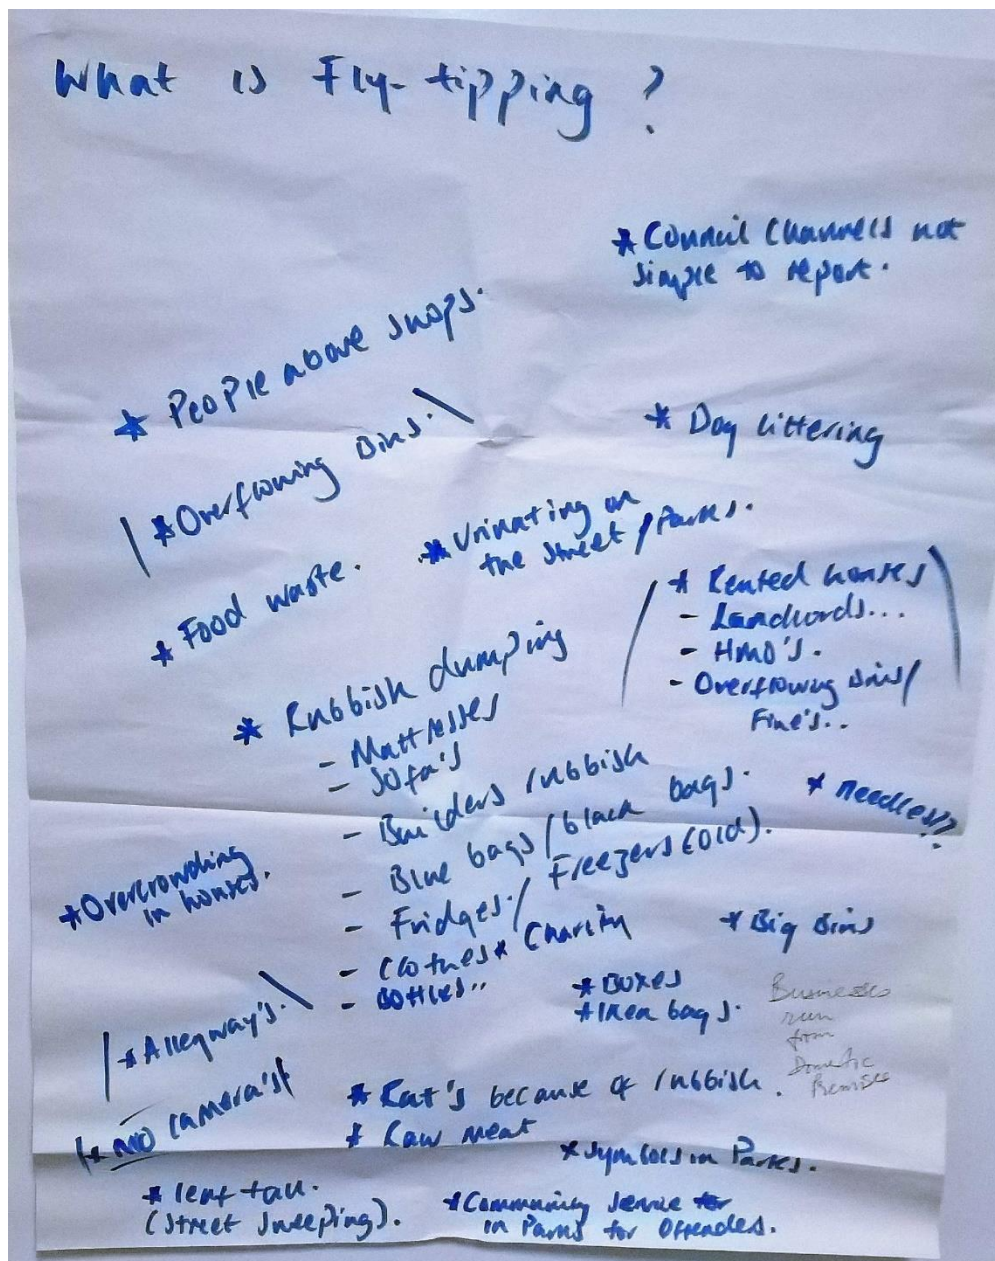 What is Fly-tipping ?
* Council Channels not
simple to report.
* People above shops.
* Overflowing Bins.
* Dog littering
* Urinating on
the street / Parks.
* Food waste.
* Rented houses
- Landlords...
- HMO's.
- Overflowing bins/
Fine's..
* Rubbish dumping
- Mattresses
- Sofa's
- Builders rubbish
- Blue bags / black bags.
- Fridges / Freezers (old).
- Clothes * Charity
- Bottles"
* needles??
* Overcrowding
in houses.
* Big Bins
* Boxes
* Ikea bags.
Businesses
run
from
Domestic
Premises
* Alleyway's.
* NO camera's!
* Rat's because of rubbish.
* Raw meat
* Symbols in Parks.
* leaf
(Street Sweeping).
* Community Service for
in Parks for Offenders.